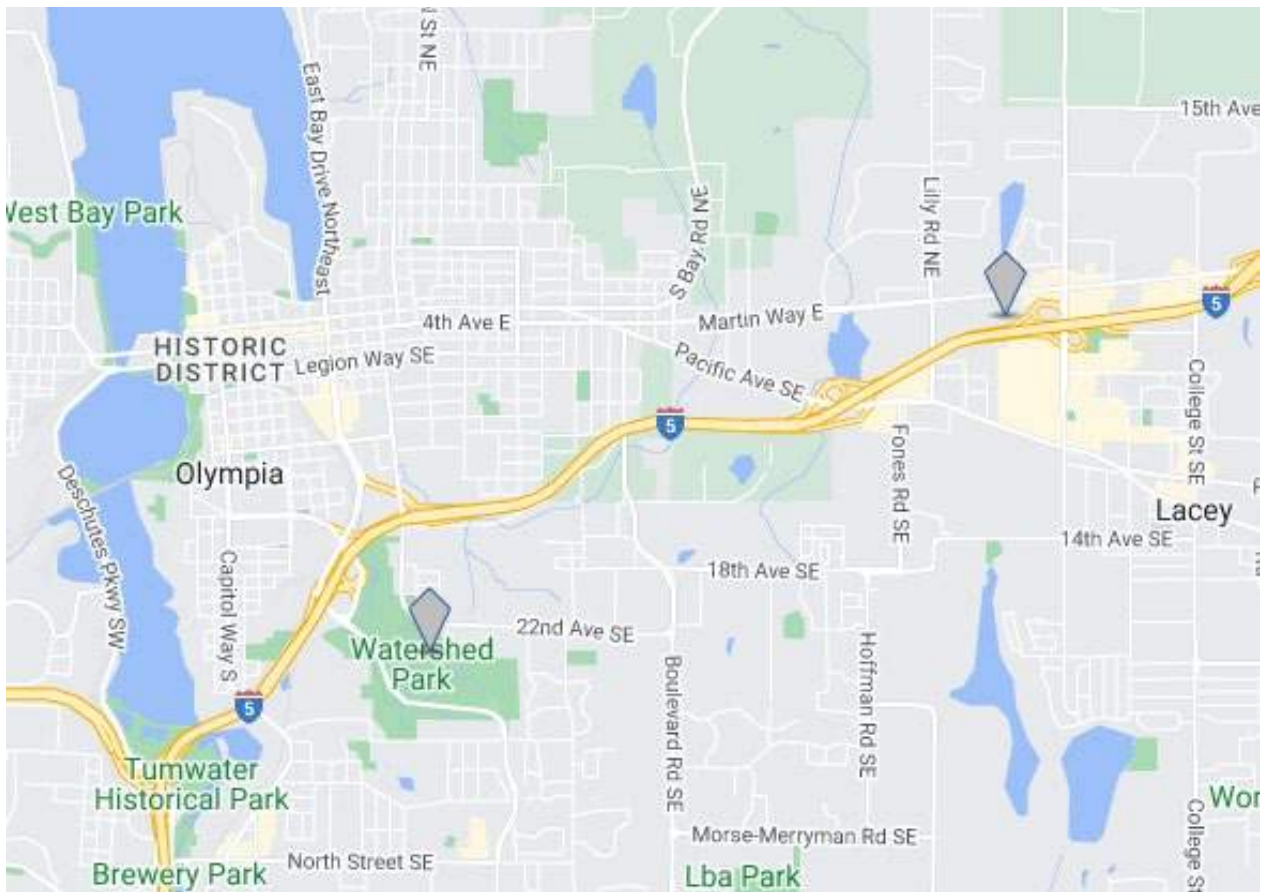 St NE
East Bay Drive Northeast
15th Ave
West Bay Park
S Bay Rd NE
Lilly Rd NE
5
4th Ave E
Martin Way E
HISTORIC
DISTRICT
Legion Way SE
Pacific Ave SE
5
College St SE
Olympia
Fones Rd SE
Lacey
Deschutes Pkwy SW
14th Ave SE
Capitol Way S
18th Ave SE
22nd Ave SE
Watershed
Park
Hoffman Rd SE
Boulevard Rd SE
5
Tumwater
Historical Park
Wor
College St
Morse-Merryman Rd SE
North Street SE
Brewery Park
Lba Park